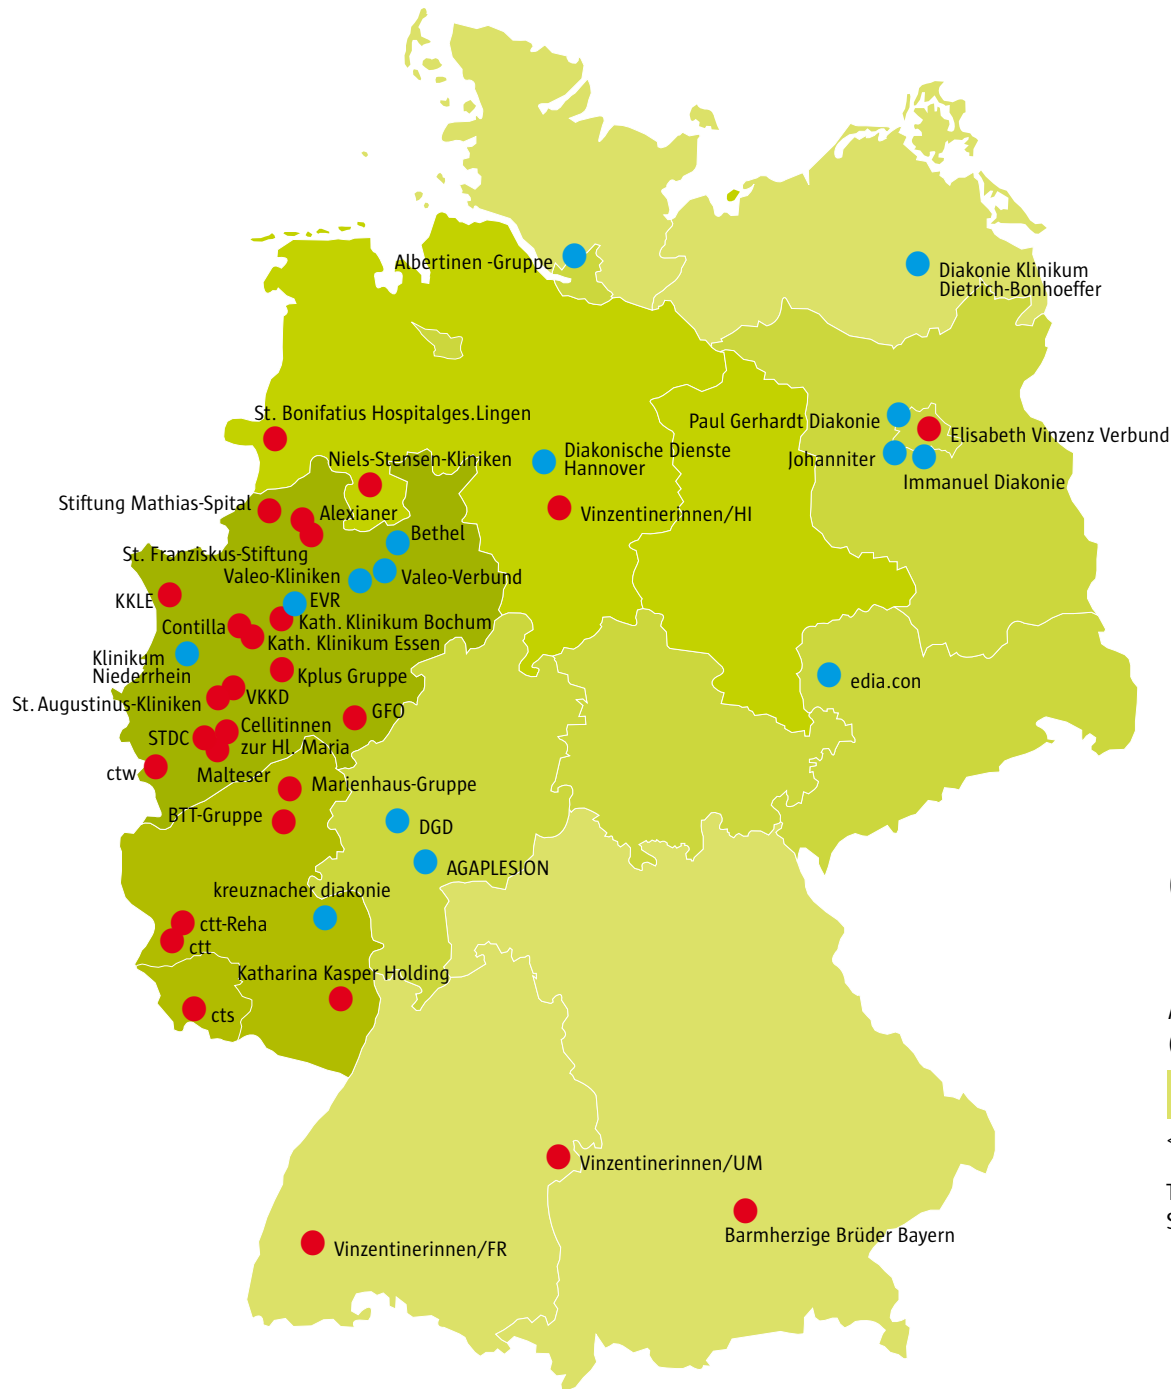 Albertinen -Gruppe
Diakonie Klinikum
Dietrich-Bonhoeffer
St. Bonifatius Hospitalges.Lingen
Paul Gerhardt Diakonie
Elisabeth Vinzenz Verbund
Niels-Stensen-Kliniken
Diakonische Dienste
Hannover
Johanniter
Immanuel Diakonie
Stiftung Mathias-Spital
Alexianer
Vinzentinerinnen/HI
Bethel
St. Franziskus-Stiftung
Valeo-Kliniken
Valeo-Verbund
KKLE
EVR
Contilla
Kath. Klinikum Bochum
Kath. Klinikum Essen
Klinikum
Niederrhein
Kplus Gruppe
edia.con
St. Augustinus-Kliniken
VKKD
GFO
STDC
Cellitinnen
zur Hl. Maria
ctw
Malteser
Marienhaus-Gruppe
BTT-Gruppe
DGD
AGAPLESION
kreuznacher diakonie
ctt-Reha
ctt
Katharina Kasper Holding
cts
Vinzentinerinnen/UM
Barmherzige Brüder Bayern
Vinzentinerinnen/FR